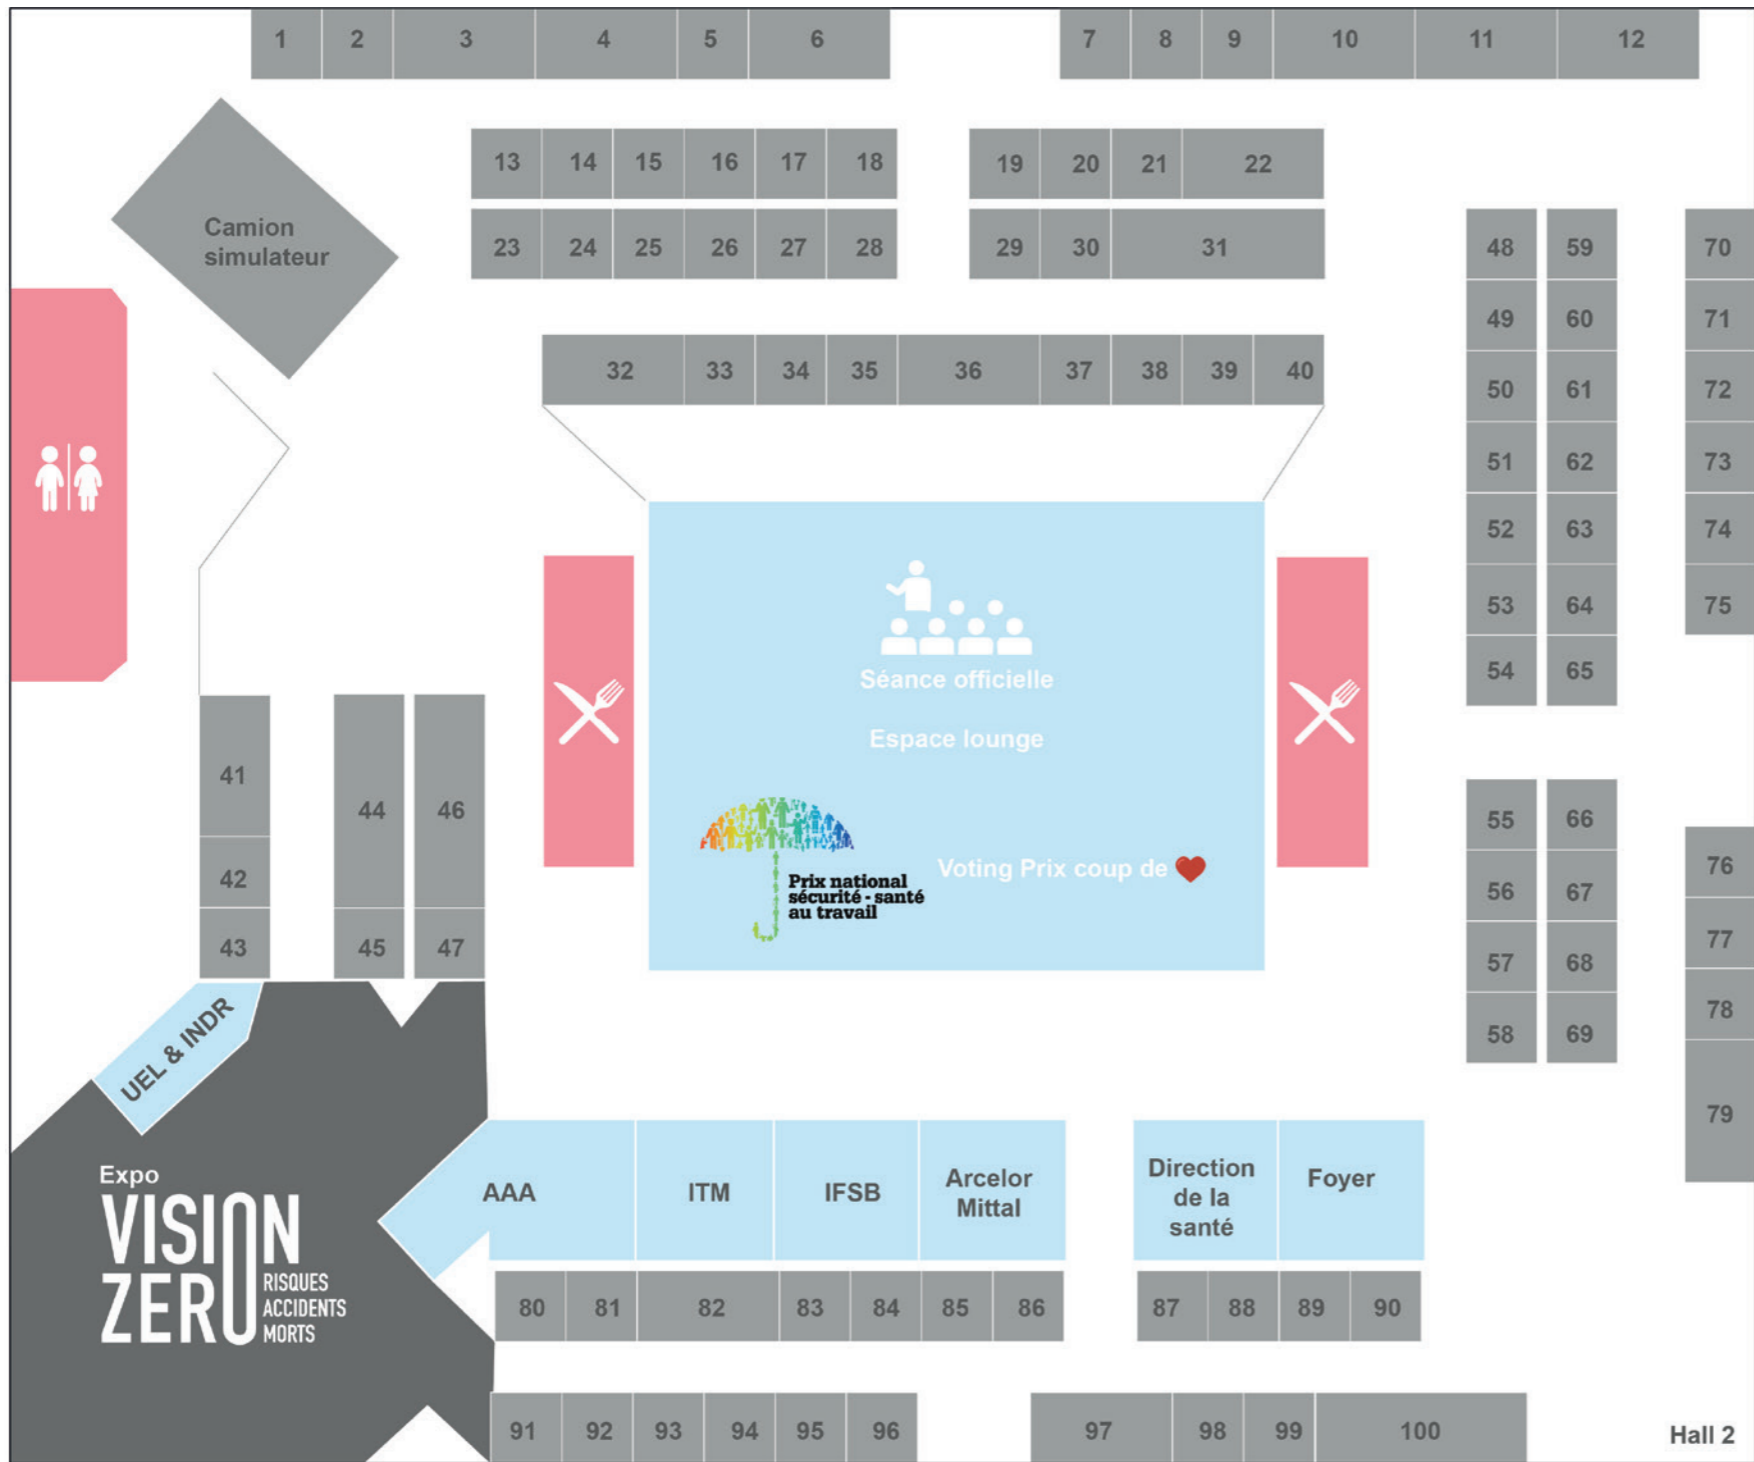 1 2 3 4 5 6 7 8 9 10 11 12
13 14 15 16 17 18 19 20 21 22
Camion
simulateur
23 24 25 26 27 28 29 30 31
48 59 70
49 60 71
32 33 34 35 36 37 38 39 40
50 61 72
51 62 73
52 63 74
53 64 75
54 65
Séance officielle
Espace lounge
41
42
43
44 46
45 47
55 66
56 67
57 68
58 69
76
77
78
79
Prix national
sécurité - santé
au travail
Voting Prix coup de
UEL & INDR
Expo
VISION
ZERO
RISQUES
ACCIDENTS
MORTS
AAA
ITM
IFSB
Arcelor
Mittal
Direction
de la
santé
Foyer
80 81 82 83 84 85 86 87 88 89 90
91 92 93 94 95 96 97 98 99 100
Hall 2